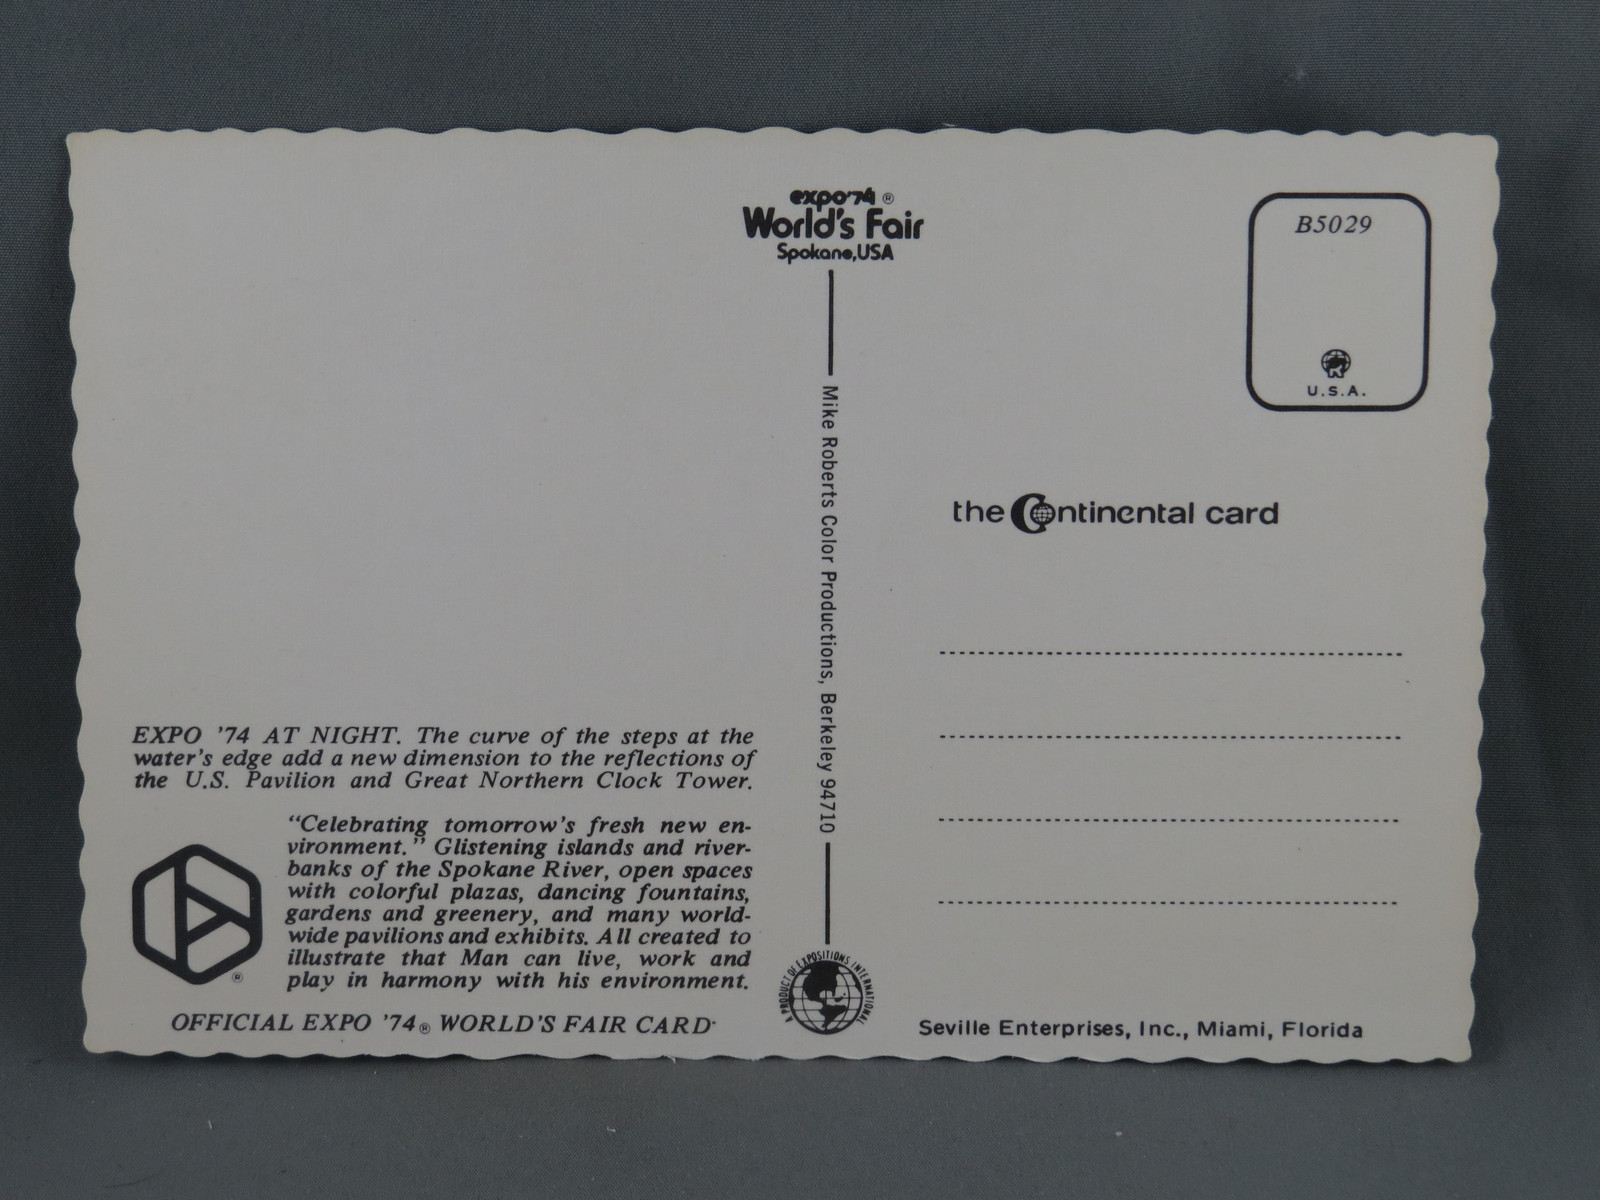 expo'74 ®
World's Fair
Spokane, USA
B5029
U.S.A.
Mike Roberts Color Productions, Berkeley 94710
the Continental card
EXPO '74 AT NIGHT. The curve of the steps at the
water's edge add a new dimension to the reflections of
the U.S. Pavilion and Great Northern Clock Tower.
"Celebrating tomorrow's fresh new en-
vironment." Glistening islands and river-
banks of the Spokane River, open spaces
with colorful plazas, dancing fountains,
gardens and greenery, and many world-
wide pavilions and exhibits. All created to
illustrate that Man can live, work and
play in harmony with his environment.
®
OFFICIAL EXPO '74® WORLD'S FAIR CARD
A PRODUCT OF EXPOSITIONS INTERNATIONAL
Seville Enterprises, Inc., Miami, Florida